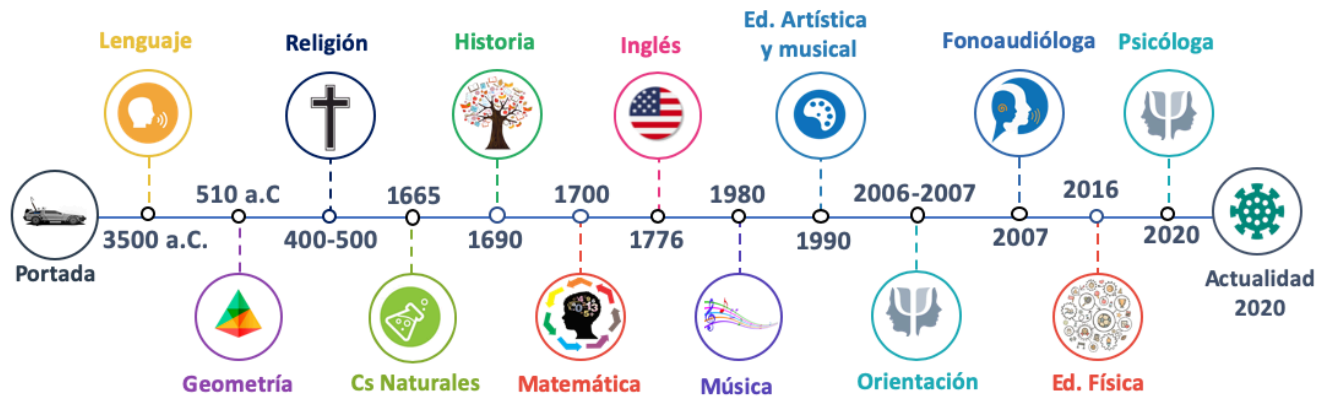 Lenguaje
Religión
Historia
Inglés
Ed. Artística
y musical
Fonoaudióloga
Psicóloga
510 a.C
1665
1700
1980
2006-2007
2016
3500 a.C.
400-500
1690
1776
1990
2007
2020
Portada
Actualidad
2020
Geometría
Cs Naturales
Matemática
Música
Orientación
Ed. Física